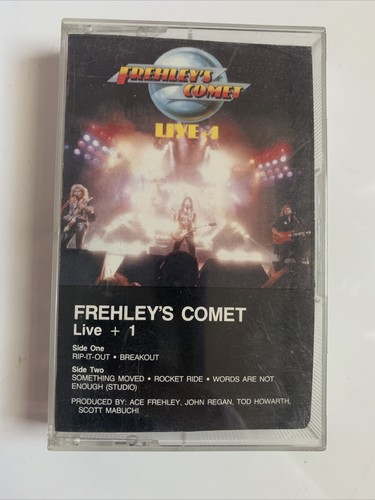 FREHLEY'S
COMET
LIVE + 1
FREHLEY'S COMET
Live + 1
Side One
RIP-IT-OUT • BREAKOUT
Side Two
SOMETHING MOVED • ROCKET RIDE • WORDS ARE NOT
ENOUGH (STUDIO)
PRODUCED BY: ACE FREHLEY, JOHN REGAN, TOD HOWARTH,
SCOTT MABUCHI